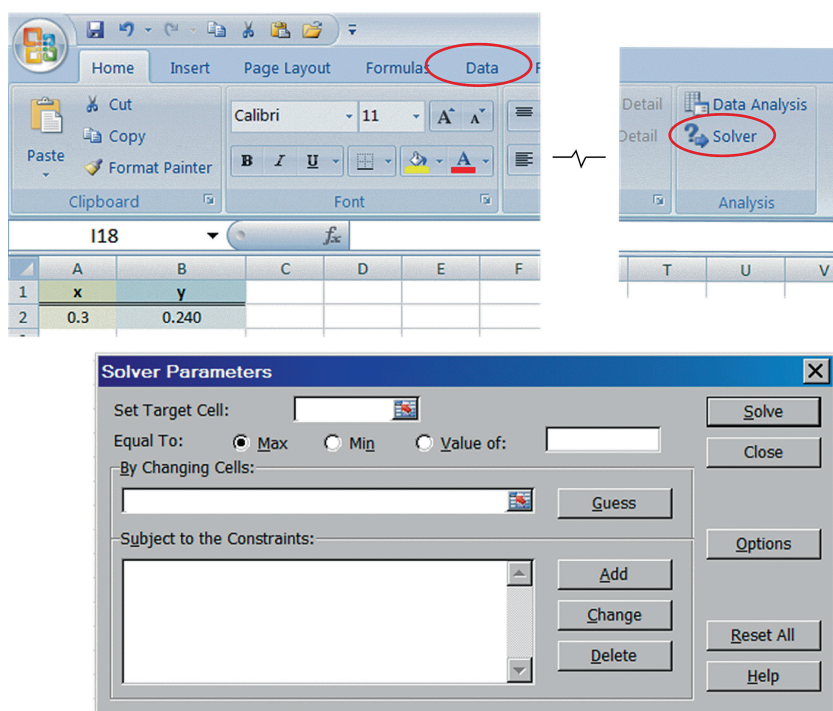 Home Insert Page Layout Formulas Data
Cut
Copy
Paste
Format Painter
Clipboard
Calibri 11 A A
B I U A
Font
Detail Data Analysis
Detail Solver
Analysis
I18 fx
A B C D E F
T U V
1 x y
2 0.3 0.240
Solver Parameters
Set Target Cell:
Equal To: Max Min Value of:
By Changing Cells:
Guess
Subject to the Constraints:
Add
Change
Delete
Solve
Close
Options
Reset All
Help